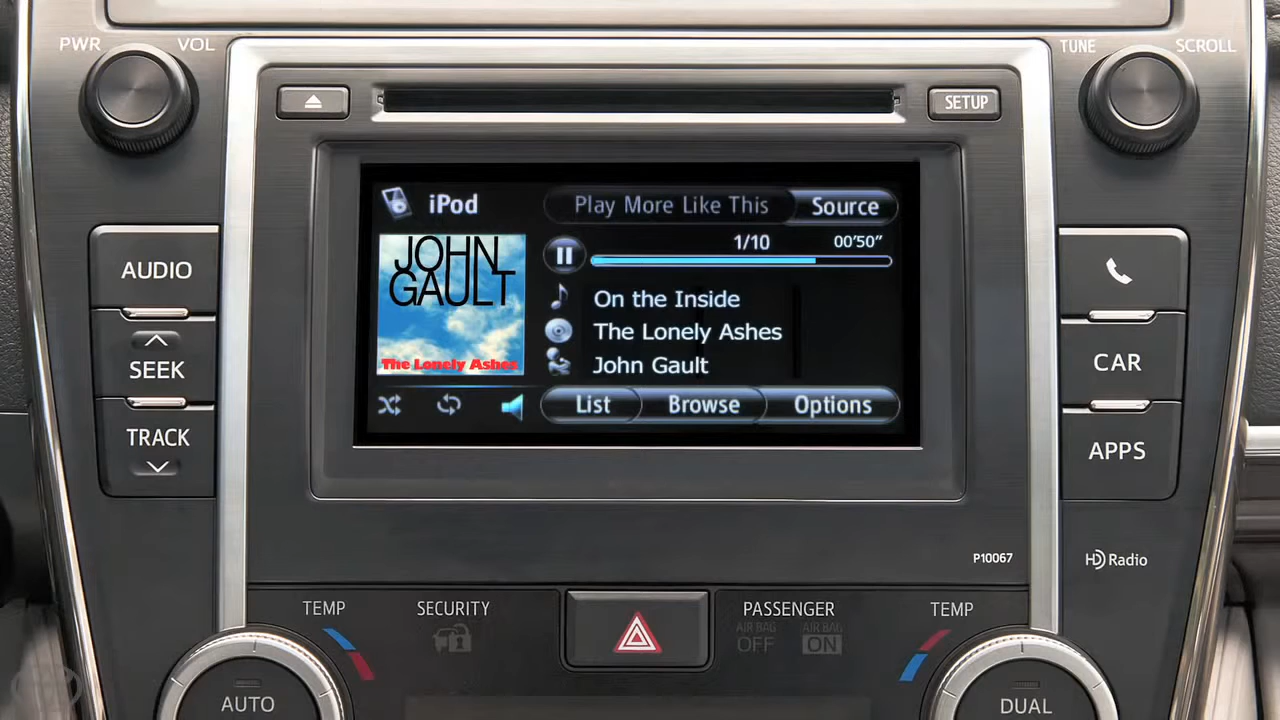 PWR VOL
TUNE SCROLL
SETUP
iPod
Play More Like This
Source
1/10 00'50"
JOHN
GAULT
The Lonely Ashes
On the Inside
The Lonely Ashes
John Gault
List Browse Options
AUDIO
SEEK
TRACK
CAR
APPS
P10067
HD Radio
TEMP
SECURITY
PASSENGER
AIR BAG
OFF
AIR BAG
ON
TEMP
AUTO
DUAL